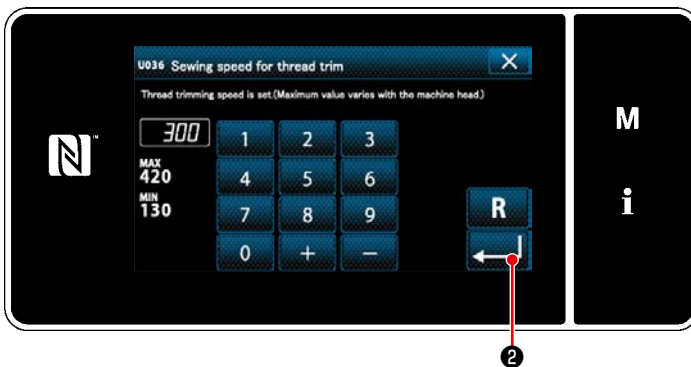 U036 Sewing speed for thread trim
Thread trimming speed is set.(Maximum value varies with the machine head.)
300
MAX
420
MIN
130
1 2 3
4 5 6
7 8 9
0 + −
R
N™
M
i
❷